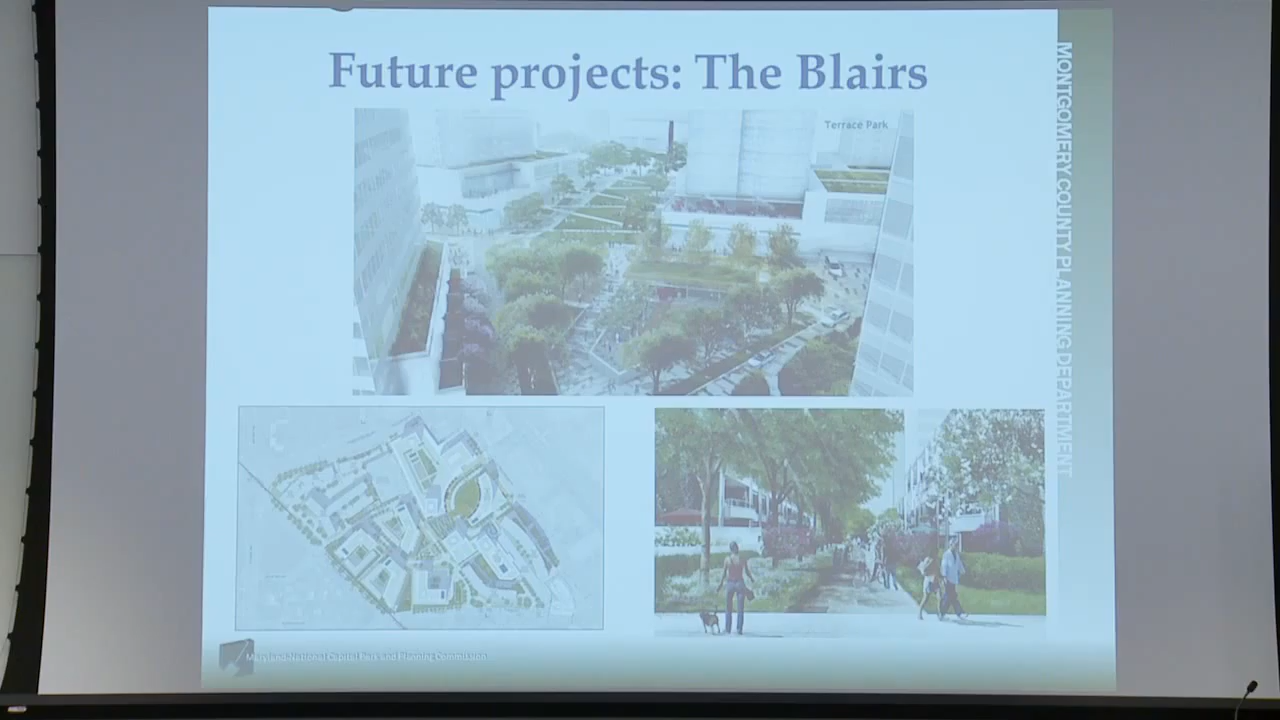 Future projects: The Blairs
Terrace Park
MONTGOMERY COUNTY PLANNING DEPARTMENT
Maryland-National Capital Park and Planning Commission